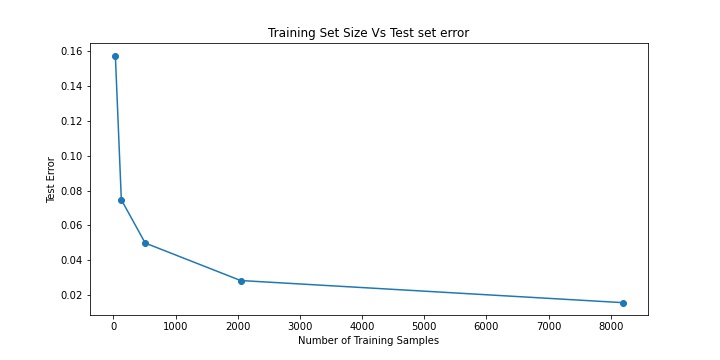 Training Set Size Vs Test set error
0.16
0.14
0.12
0.10
0.08
0.06
0.04
0.02
Test Error
0 1000 2000 3000 4000 5000 6000 7000 8000
Number of Training Samples